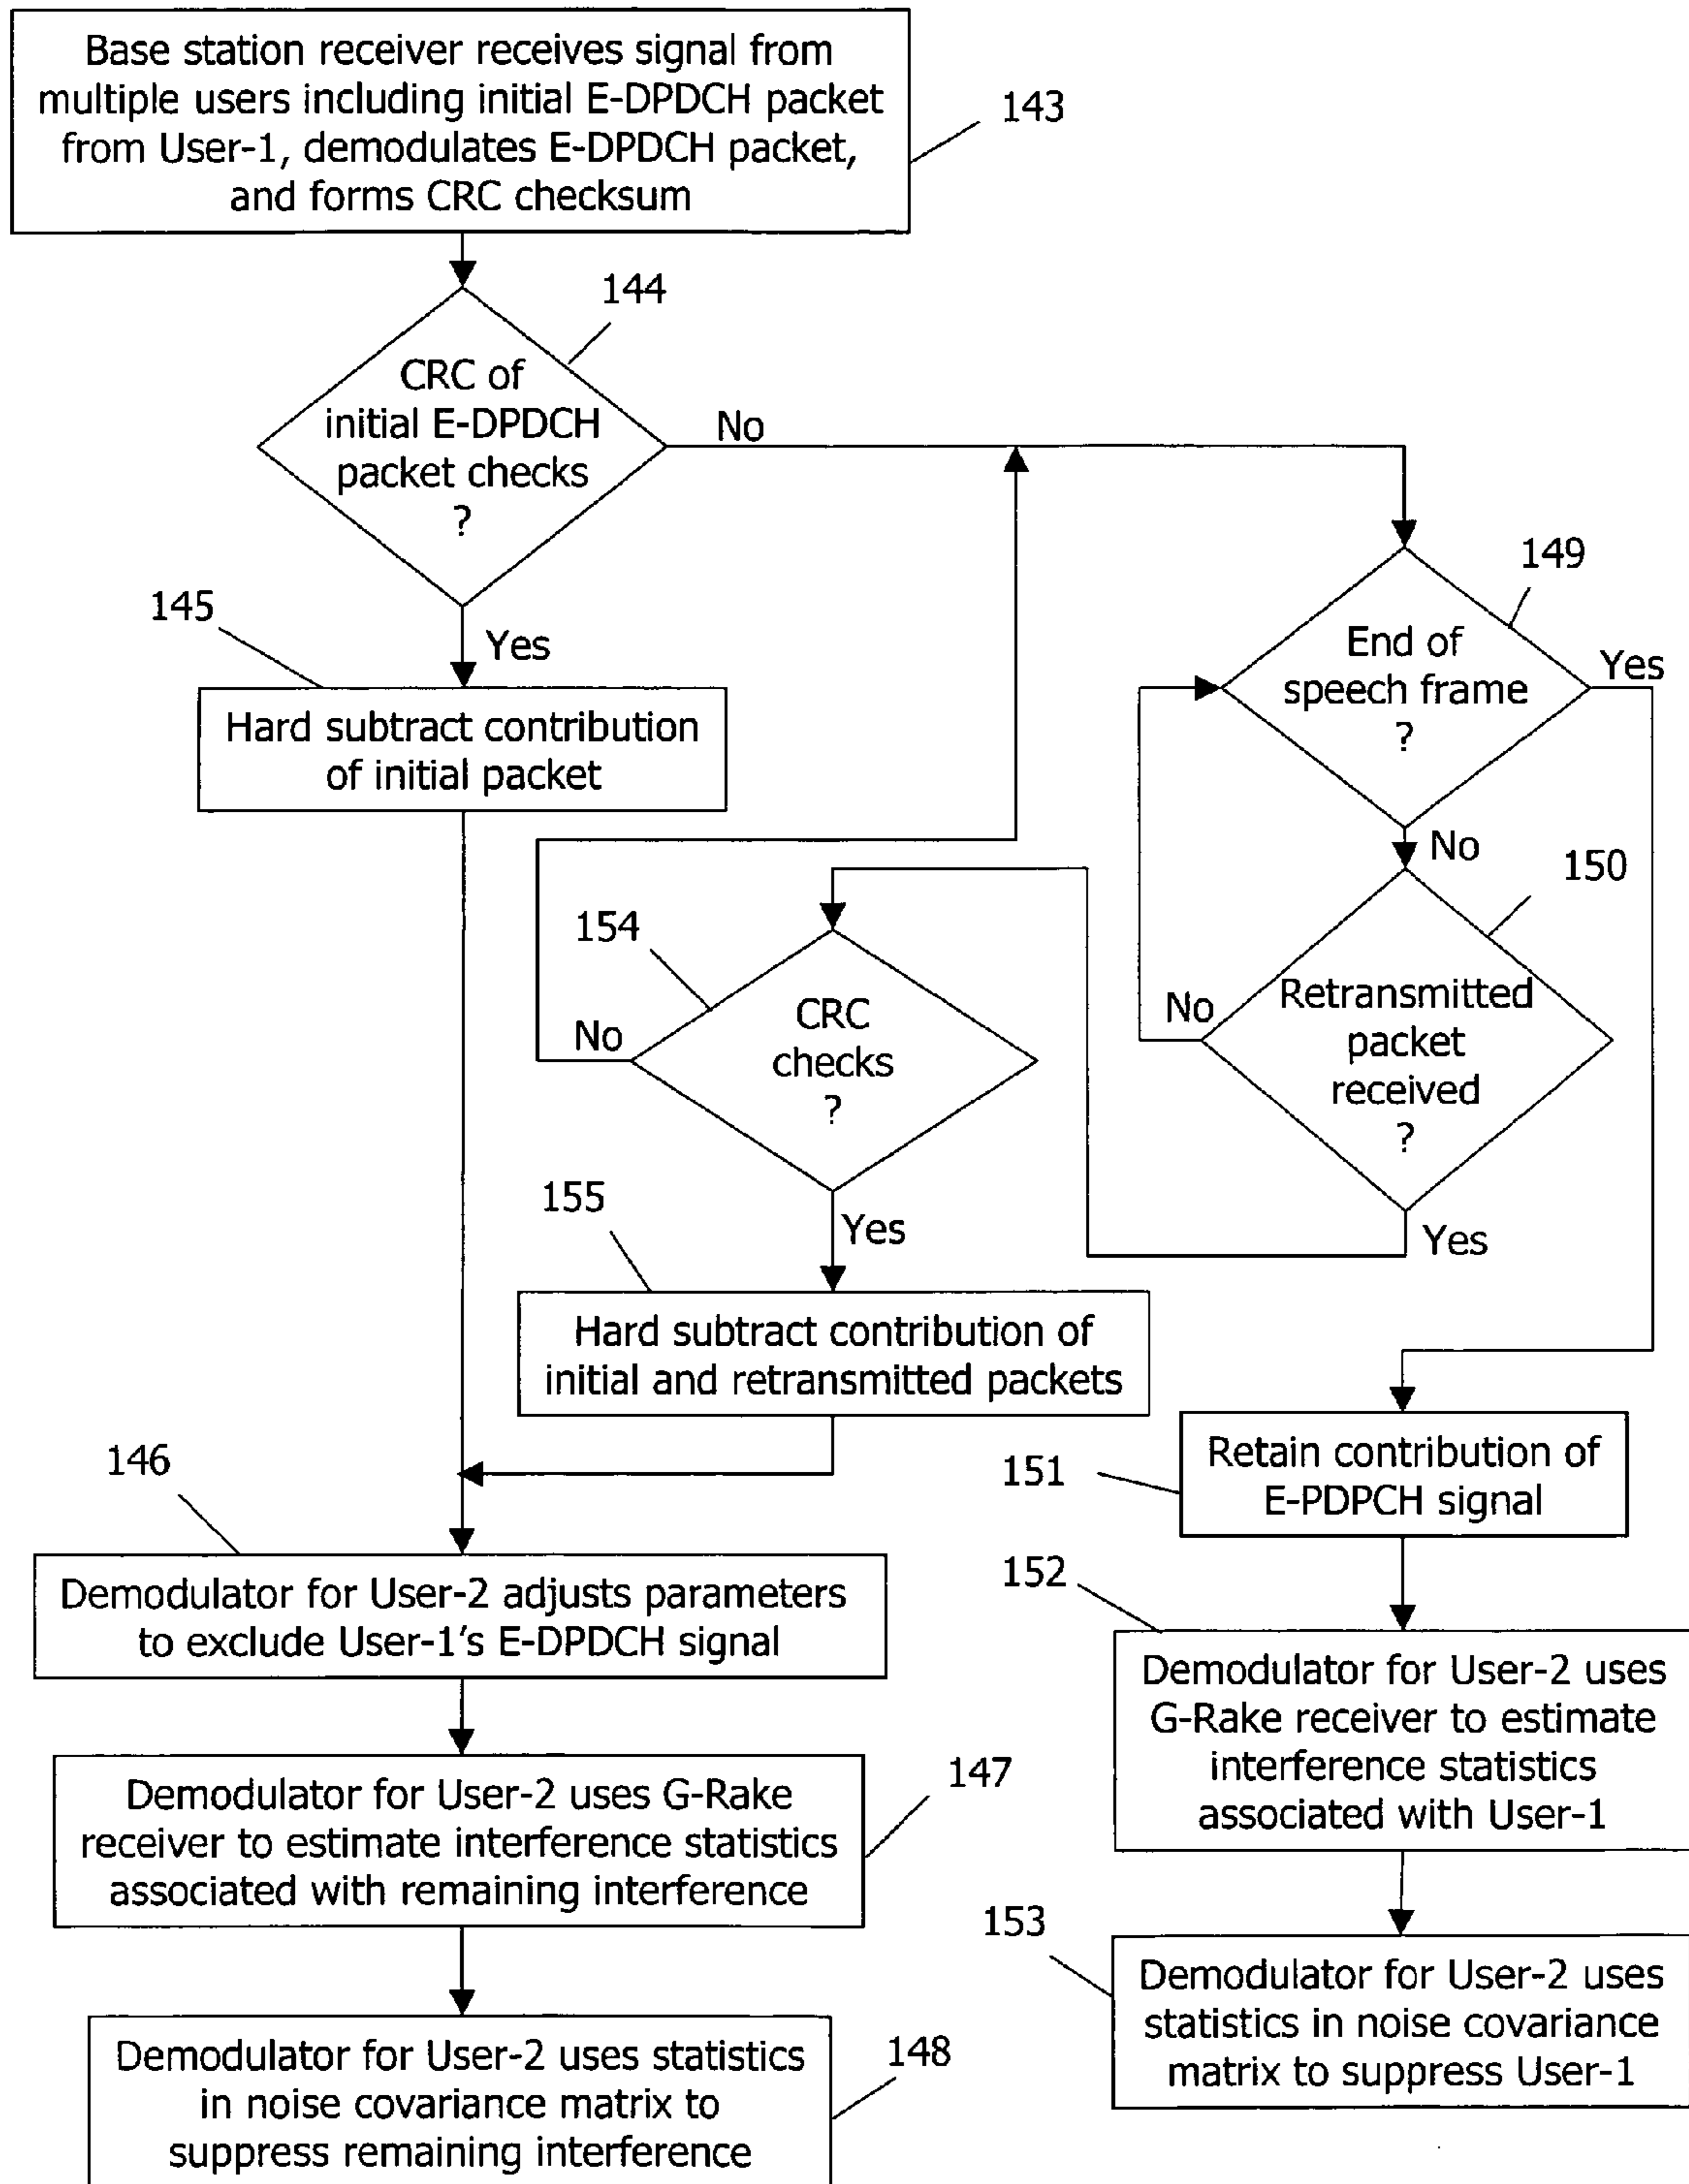 Base station receiver receives signal from
multiple users including initial E-DPDCH packet
from User-1, demodulates E-DPDCH packet,
and forms CRC checksum
143
144
CRC of
initial E-DPDCH
packet checks
?
No
Yes
145
Hard subtract contribution
of initial packet
149
End of
speech frame
?
Yes
No
150
Retransmitted
packet
received
?
No
Yes
154
CRC
checks
?
No
Yes
155
Hard subtract contribution of
initial and retransmitted packets
146
Demodulator for User-2 adjusts parameters
to exclude User-1's E-DPDCH signal
Demodulator for User-2 uses G-Rake
receiver to estimate interference statistics
associated with remaining interference
147
Demodulator for User-2 uses statistics
in noise covariance matrix to
suppress remaining interference
148
151
Retain contribution of
E-PDPCH signal
152
Demodulator for User-2 uses
G-Rake receiver to estimate
interference statistics
associated with User-1
153
Demodulator for User-2 uses
statistics in noise covariance
matrix to suppress User-1